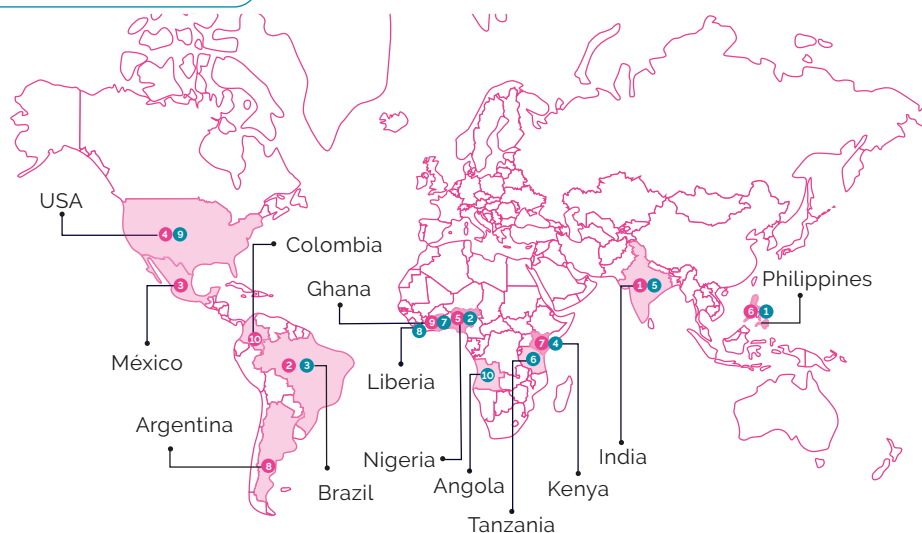 USA
4 9
Colombia
Ghana
Philippines
3
1 5
6 1
9 7 5 2
8
México
10
7 4
6
2 3
Liberia
10
Argentina
Nigeria
India
8
Brazil
Angola
Kenya
Tanzania